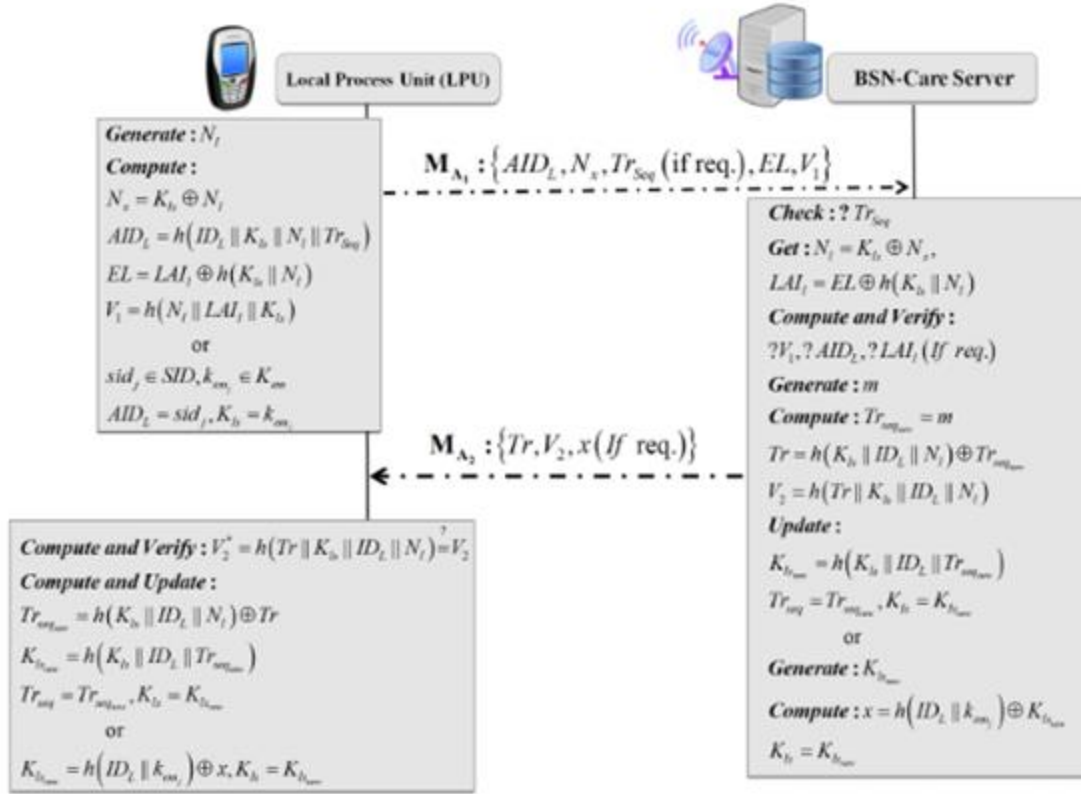 Local Process Unit (LPU)
BSN-Care Server
Generate : N_l
Compute :
N_x = K_ls ⊕ N_l
AID_L = h(ID_L || K_ls || N_l || Tr_Seq)
EL = LAI_l ⊕ h(K_ls || N_l)
V_1 = h(N_l || LAI_l || K_ls)
or
sid_j ∈ SID, k_em_j ∈ K_em
AID_L = sid_j, K_ls = k_em_j
M_A_1 : {AID_L, N_x, Tr_Seq (if req.), EL, V_1}
Check : ? Tr_Seq
Get : N_l = K_ls ⊕ N_x,
LAI_l = EL ⊕ h(K_ls || N_l)
Compute and Verify :
?V_1, ? AID_L, ? LAI_l (If req.)
Generate : m
Compute : Tr_seq_new = m
Tr = h(K_ls || ID_L || N_l) ⊕ Tr_seq_new
V_2 = h(Tr || K_ls || ID_L || N_l)
Update :
K_ls_new = h(K_ls || ID_L || Tr_seq_new)
Tr_seq = Tr_seq_new, K_ls = K_ls_new
or
Generate : K_ls_new
Compute : x = h(ID_L || k_em_j) ⊕ K_ls_new
K_ls = K_ls_new
M_A_2 : {Tr, V_2, x (If req.)}
Compute and Verify : V_2^* = h(Tr || K_ls || ID_L || N_l) =? V_2
Compute and Update :
Tr_seq_new = h(K_ls || ID_L || N_l) ⊕ Tr
K_ls_new = h(K_ls || ID_L || Tr_seq_new)
Tr_seq = Tr_seq_new, K_ls = K_ls_new
or
K_ls_new = h(ID_L || k_em_j) ⊕ x, K_ls = K_ls_new